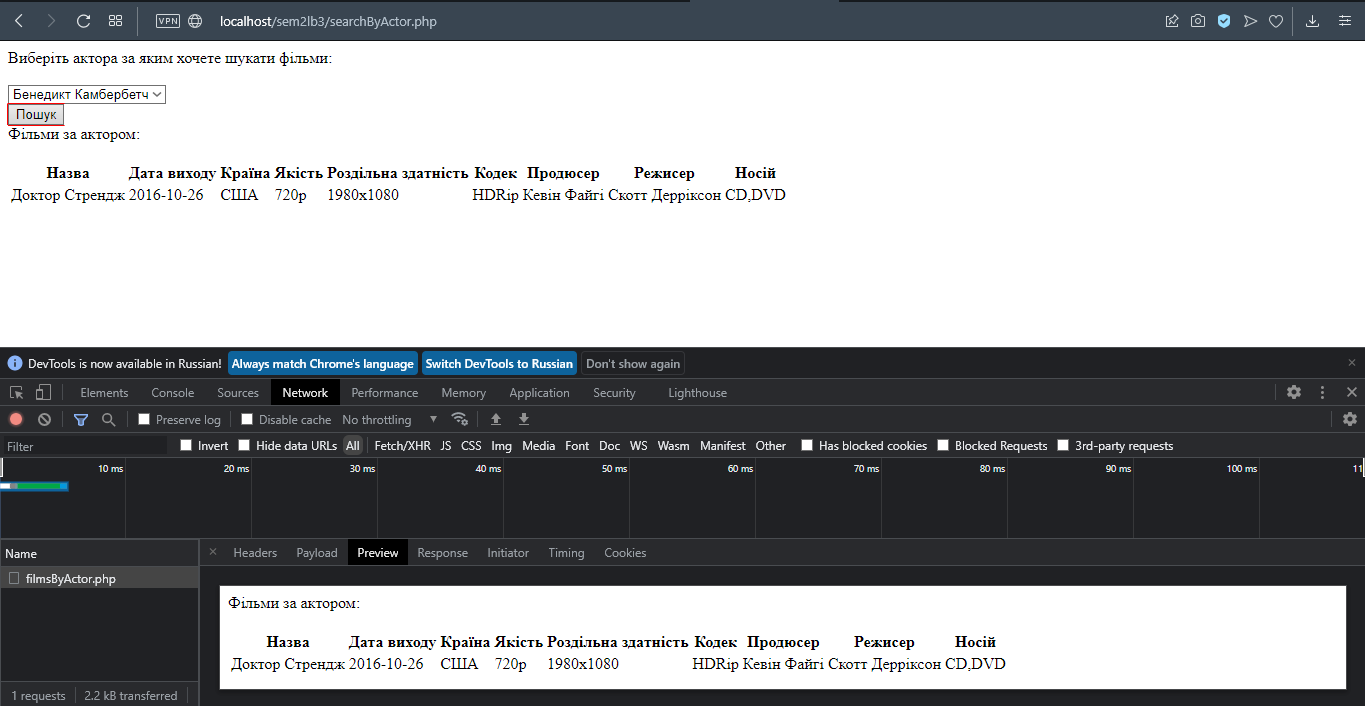 VPN localhost/sem2lb3/searchByActor.php
Виберіть актора за яким хочете шукати фільми:
Бенедикт Камбербетч
Пошук
Фільми за актором:
Назва Дата виходу Країна Якість Роздільна здатність Кодек Продюсер Режисер Носій
Доктор Стрендж 2016-10-26 США 720p 1980x1080 HDRip Кевін Файгі Скотт Дерріксон CD,DVD
DevTools is now available in Russian! Always match Chrome's language Switch DevTools to Russian Don't show again
Elements Console Sources Network Performance Memory Application Security Lighthouse
Preserve log Disable cache No throttling
Filter Invert Hide data URLs All Fetch/XHR JS CSS Img Media Font Doc WS Wasm Manifest Other Has blocked cookies Blocked Requests 3rd-party requests
10 ms 20 ms 30 ms 40 ms 50 ms 60 ms 70 ms 80 ms 90 ms 100 ms 11
Name Headers Payload Preview Response Initiator Timing Cookies
filmsByActor.php
Фільми за актором:
Назва Дата виходу Країна Якість Роздільна здатність Кодек Продюсер Режисер Носій
Доктор Стрендж 2016-10-26 США 720p 1980x1080 HDRip Кевін Файгі Скотт Дерріксон CD,DVD
1 requests 2.2 kB transferred